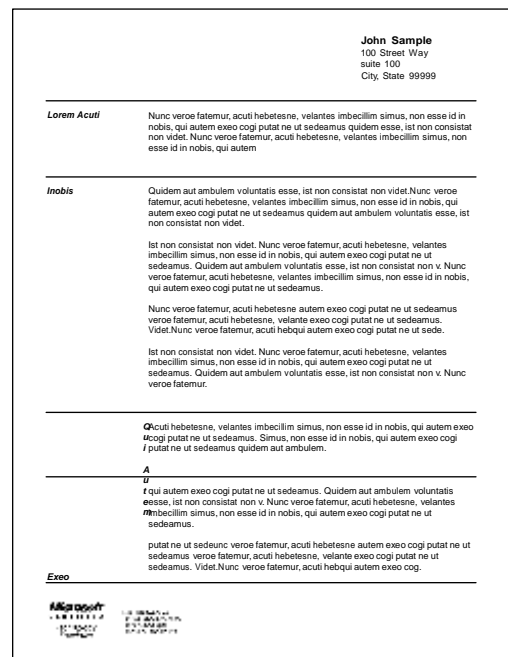 John Sample
100 Street Way
suite 100
City, State 99999
Lorem Acuti
Nunc veroe fatemur, acuti hebetesne, velantes imbecillim simus, non esse id in
nobis, qui autem exeo cogi putat ne ut sedeamus quidem esse, ist non consistat
non videt. Nunc veroe fatemur, acuti hebetesne, velantes imbecillim simus, non
esse id in nobis, qui autem
Inobis
Quidem aut ambulem voluntatis esse, ist non consistat non videt.Nunc veroe
fatemur, acuti hebetesne, velantes imbecillim simus, non esse id in nobis, qui
autem exeo cogi putat ne ut sedeamus quidem aut ambulem voluntatis esse, ist
non consistat non videt.
Ist non consistat non videt. Nunc veroe fatemur, acuti hebetesne, velantes
imbecillim simus, non esse id in nobis, qui autem exeo cogi putat ne ut
sedeamus. Quidem aut ambulem voluntatis esse, ist non consistat non v. Nunc
veroe fatemur, acuti hebetesne, velantes imbecillim simus, non esse id in nobis,
qui autem exeo cogi putat ne ut sedeamus.
Nunc veroe fatemur, acuti hebetesne autem exeo cogi putat ne ut sedeamus
veroe fatemur, acuti hebetesne, velante exeo cogi putat ne ut sedeamus.
Videt.Nunc veroe fatemur, acuti hebqui autem exeo cogi putat ne ut sede.
Ist non consistat non videt. Nunc veroe fatemur, acuti hebetesne, velantes
imbecillim simus, non esse id in nobis, qui autem exeo cogi putat ne ut
sedeamus. Quidem aut ambulem voluntatis esse, ist non consistat non v. Nunc
veroe fatemur.
Qui Autem
Acuti hebetesne, velantes imbecillim simus, non esse id in nobis, qui autem exeo
cogi putat ne ut sedeamus. Simus, non esse id in nobis, qui autem exeo cogi
putat ne ut sedeamus quidem aut ambulem.
qui autem exeo cogi putat ne ut sedeamus. Quidem aut ambulem voluntatis
esse, ist non consistat non v. Nunc veroe fatemur, acuti hebetesne, velantes
imbecillim simus, non esse id in nobis, qui autem exeo cogi putat ne ut
sedeamus.
putat ne ut sedeunc veroe fatemur, acuti hebetesne autem exeo cogi putat ne ut
sedeamus veroe fatemur, acuti hebetesne, velante exeo cogi putat ne ut
sedeamus. Videt.Nunc veroe fatemur, acuti hebqui autem exeo cog.
Exeo
Microsoft